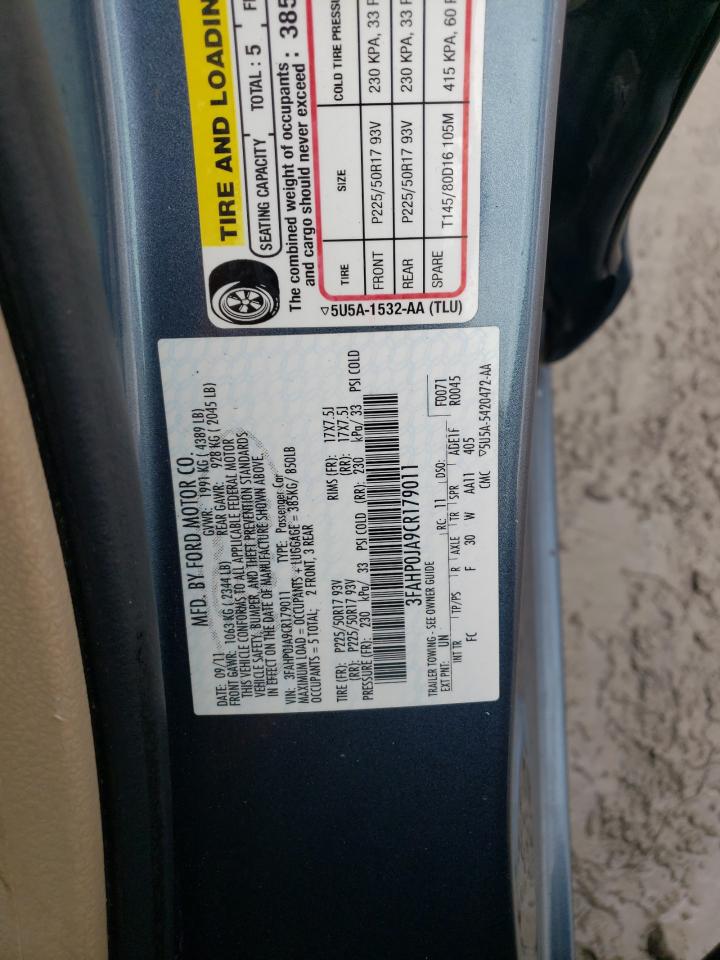 TIRE AND LOADIN
SEATING CAPACITY TOTAL : 5
The combined weight of occupants
and cargo should never exceed : 385
TIRE SIZE COLD TIRE PRESSU
FRONT P225/50R17 93V 230 KPA, 33
REAR P225/50R17 93V 230 KPA, 33
SPARE T145/80D16 105M 415 KPA, 60
▽5U5A-1532-AA (TLU)
MFD. BY FORD MOTOR CO.
DATE: 09/11 GVWR: 1991 KG ( 4389 LB)
FRONT GAWR: 1063 KG ( 2344 LB) REAR GAWR: 928 KG ( 2045 LB)
THIS VEHICLE CONFORMS TO ALL APPLICABLE FEDERAL MOTOR
VEHICLE SAFETY, BUMPER, AND THEFT PREVENTION STANDARDS
IN EFFECT ON THE DATE OF MANUFACTURE SHOWN ABOVE.
VIN: 3FAHP0JA9CR179011 TYPE: Passenger Car
MAXIMUM LOAD = OCCUPANTS + LUGGAGE = 385KG/ 850LB
OCCUPANTS = 5 TOTAL; 2 FRONT, 3 REAR
TIRE (FR): P225/50R17 93V RIMS (FR): 17X7.5J
(RR): P225/50R17 93V (RR): 17X7.5J
PRESSURE (FR): 230 kPa/ 33 PSI COLD (RR): 230 kPa/ 33 PSI COLD
3FAHP0JA9CR179011
TRAILER TOWING - SEE OWNER GUIDE F0071
EXT PNT: UN RC: 11 DSO: R0045
INT TR TP/PS R AXLE TR SPR ADE1F
FC F 30 W AA11 405
CMC ▽5U5A-5420472-AA